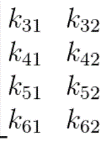 k₃₁ k₃₂
k₄₁ k₄₂
k₅₁ k₅₂
k₆₁ k₆₂